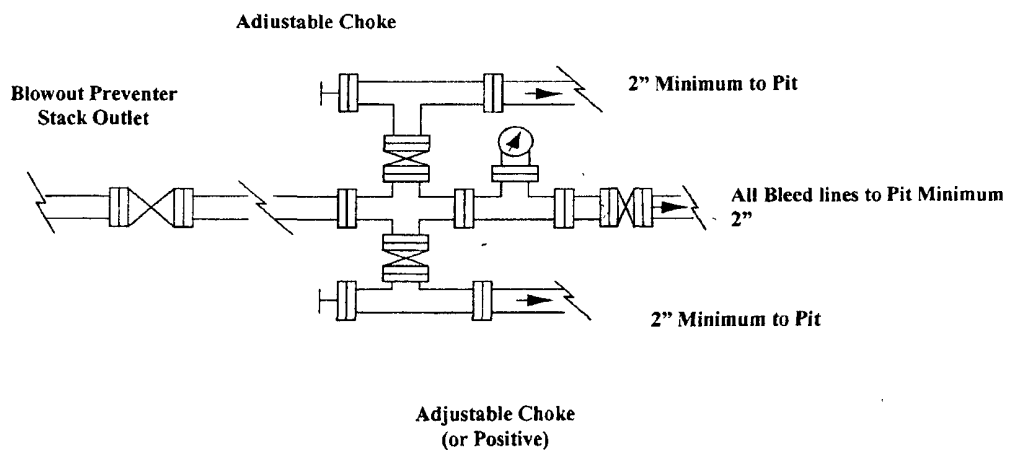 Adjustable Choke
Blowout Preventer
Stack Outlet
2” Minimum to Pit
All Bleed lines to Pit Minimum
2”
2” Minimum to Pit
Adjustable Choke
(or Positive)